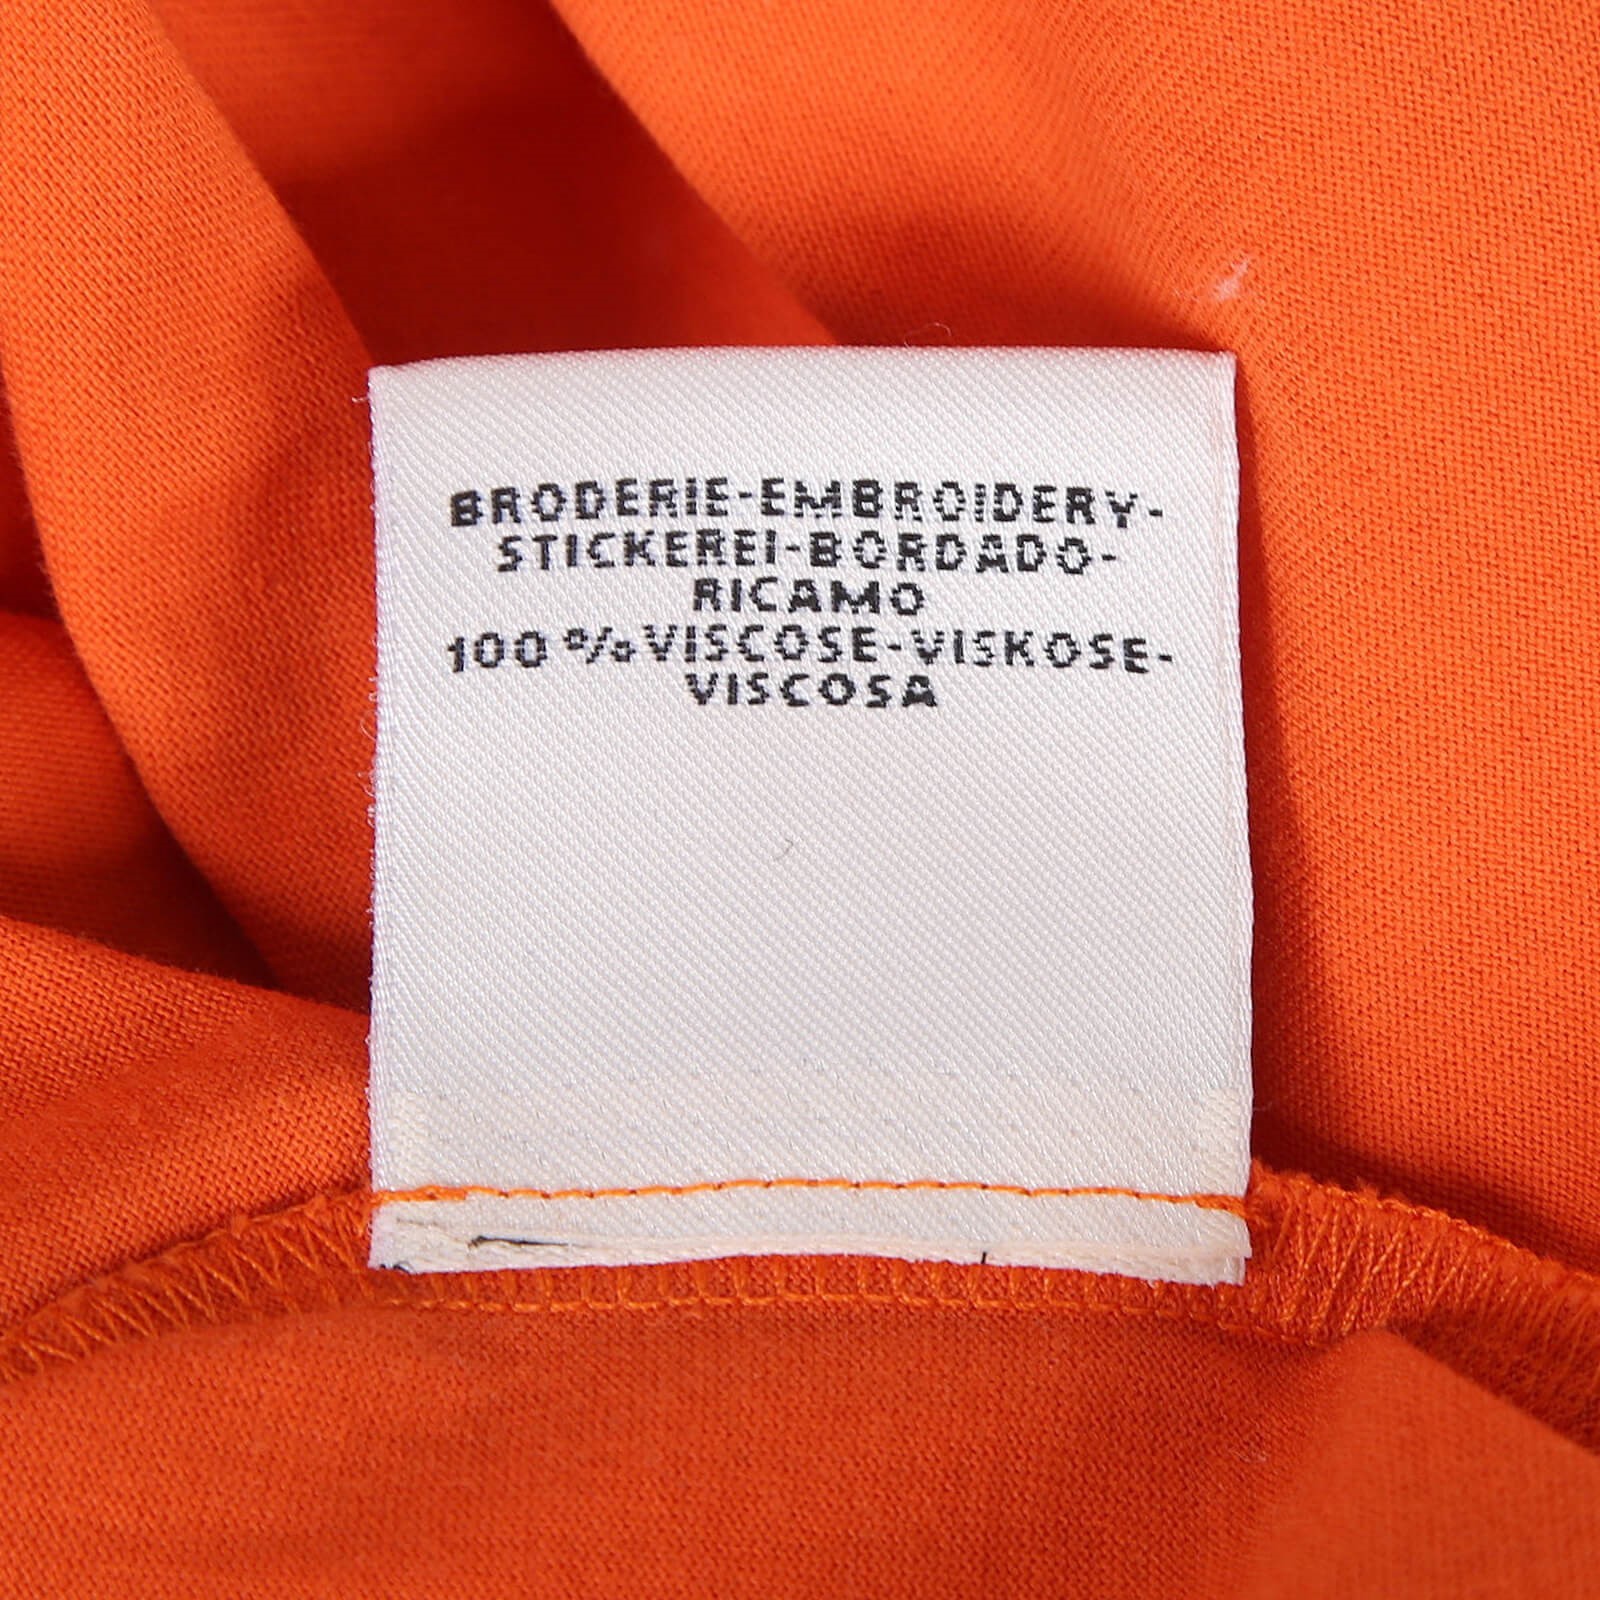 BRODERIE-EMBROIDERY-
STICKEREI-BORDADO-
RICAMO
100%VISCOSE-VISKOSE-
VISCOSA